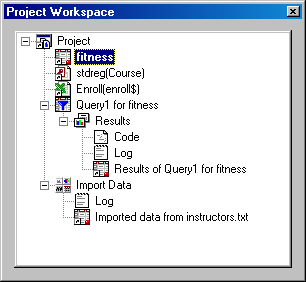 Project Workspace
Project
fitness
stdreg(Course)
Enroll(enroll$)
Query1 for fitness
Results
Code
Log
Results of Query1 for fitness
Import Data
Log
Imported data from instructors.txt